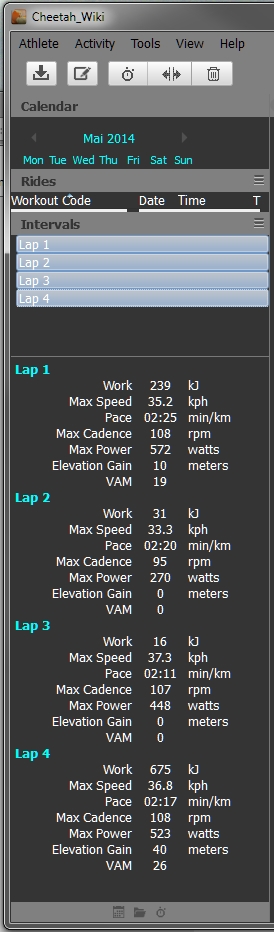 Cheetah_Wiki
Athlete Activity Tools View Help
Calendar
Mai 2014
Mon Tue Wed Thu Fri Sat Sun
Rides
Workout Code Date Time T
Intervals
Lap 1
Lap 2
Lap 3
Lap 4
Lap 1
Work 239 kJ
Max Speed 35.2 kph
Pace 02:25 min/km
Max Cadence 108 rpm
Max Power 572 watts
Elevation Gain 10 meters
VAM 19
Lap 2
Work 31 kJ
Max Speed 33.3 kph
Pace 02:20 min/km
Max Cadence 95 rpm
Max Power 270 watts
Elevation Gain 0 meters
VAM 0
Lap 3
Work 16 kJ
Max Speed 37.3 kph
Pace 02:11 min/km
Max Cadence 107 rpm
Max Power 448 watts
Elevation Gain 0 meters
VAM 0
Lap 4
Work 675 kJ
Max Speed 36.8 kph
Pace 02:17 min/km
Max Cadence 108 rpm
Max Power 523 watts
Elevation Gain 40 meters
VAM 26